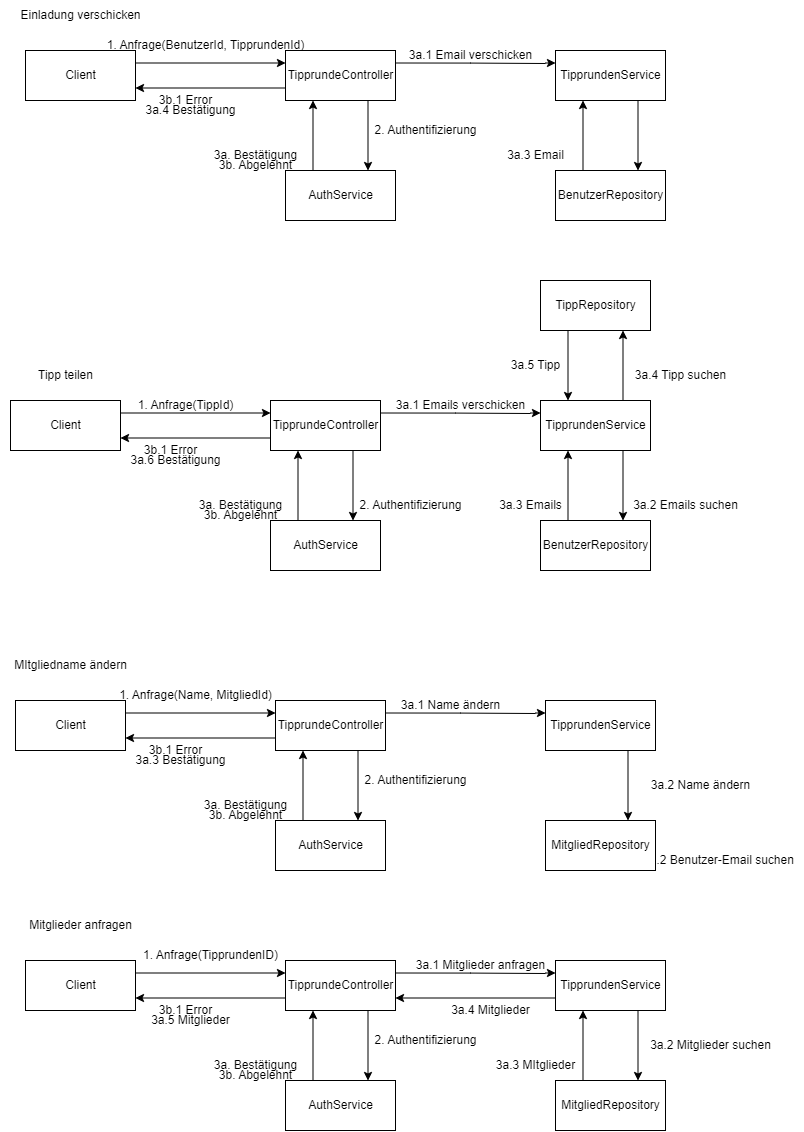 Einladung verschicken
1. Anfrage(BenutzerId, TipprundenId)
3a.1 Email verschicken
Client
TipprundeController
TipprundenService
3b.1 Error
3a.4 Bestätigung
2. Authentifizierung
3a. Bestätigung
3b. Abgelehnt
3a.3 Email
AuthService
BenutzerRepository
TippRepository
3a.5 Tipp
3a.4 Tipp suchen
Tipp teilen
1. Anfrage(TippId)
3a.1 Emails verschicken
Client
TipprundeController
TipprundenService
3b.1 Error
3a.6 Bestätigung
3a. Bestätigung
3b. Abgelehnt
2. Authentifizierung
3a.3 Emails
3a.2 Emails suchen
AuthService
BenutzerRepository
MItgliedname ändern
1. Anfrage(Name, MitgliedId)
3a.1 Name ändern
Client
TipprundeController
TipprundenService
3b.1 Error
3a.3 Bestätigung
2. Authentifizierung
3a.2 Name ändern
3a. Bestätigung
3b. Abgelehnt
AuthService
MitgliedRepository
.2 Benutzer-Email suchen
Mitglieder anfragen
1. Anfrage(TipprundenID)
3a.1 Mitglieder anfragen
Client
TipprundeController
TipprundenService
3b.1 Error
3a.5 Mitglieder
3a.4 Mitglieder
2. Authentifizierung
3a.2 Mitglieder suchen
3a. Bestätigung
3b. Abgelehnt
3a.3 MItglieder
AuthService
MitgliedRepository